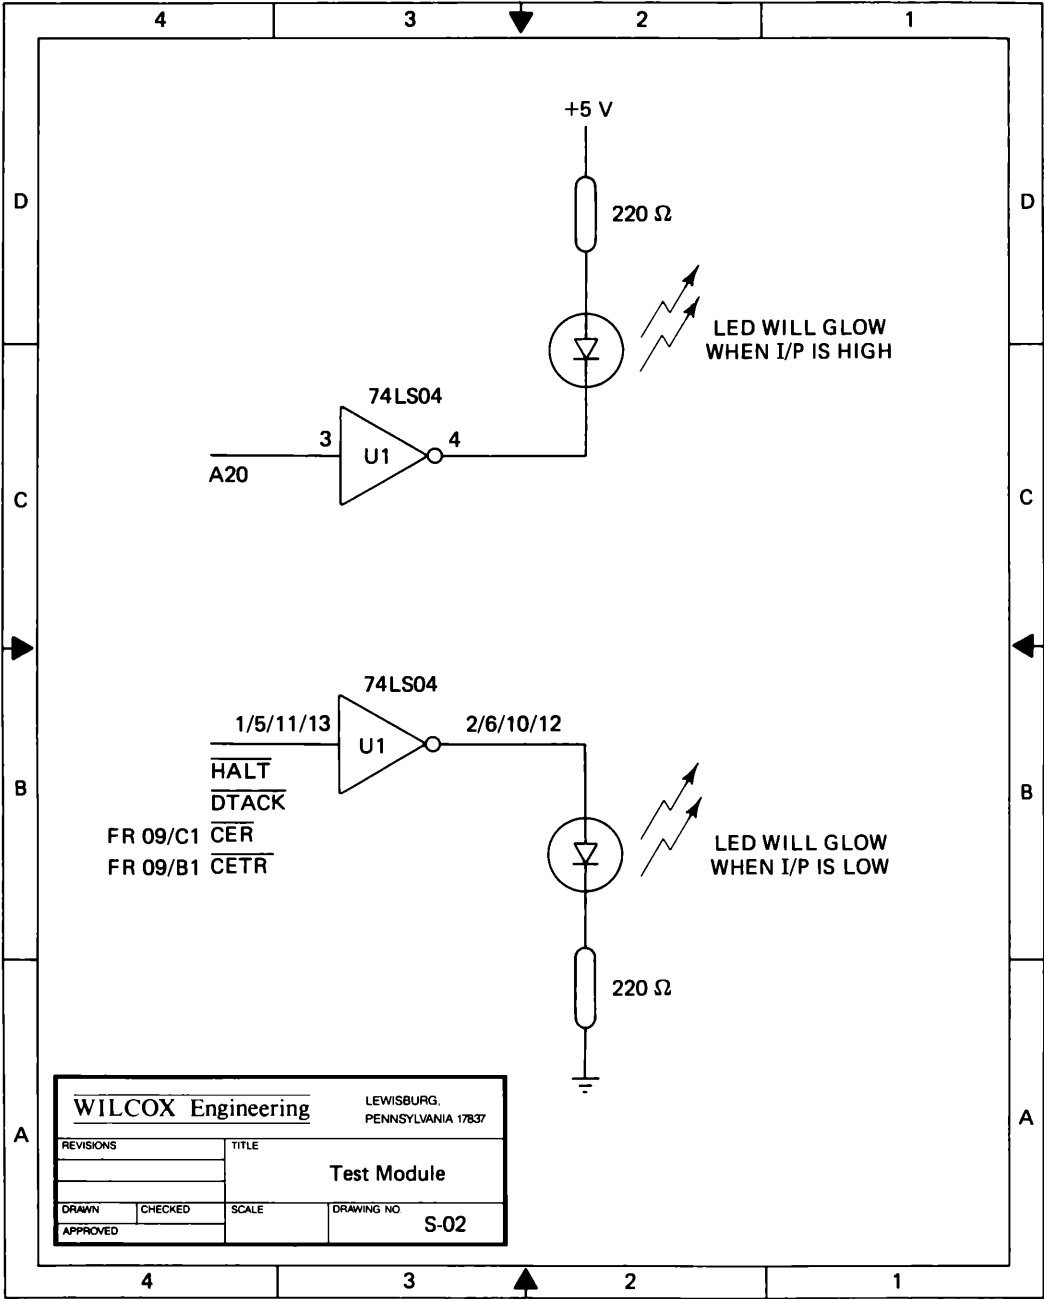 4 3 2 1
+5 V
D D
220 Ω
LED WILL GLOW
WHEN I/P IS HIGH
74LS04
3 U1 4
A20
C C
74LS04
1/5/11/13 U1 2/6/10/12
HALT
B B
DTACK
FR 09/C1 CER
FR 09/B1 CETR
LED WILL GLOW
WHEN I/P IS LOW
220 Ω
WILCOX Engineering
LEWISBURG,
PENNSYLVANIA 17837
A A
REVISIONS
TITLE
Test Module
DRAWN CHECKED SCALE DRAWING NO.
S-02
APPROVED
4 3 2 1